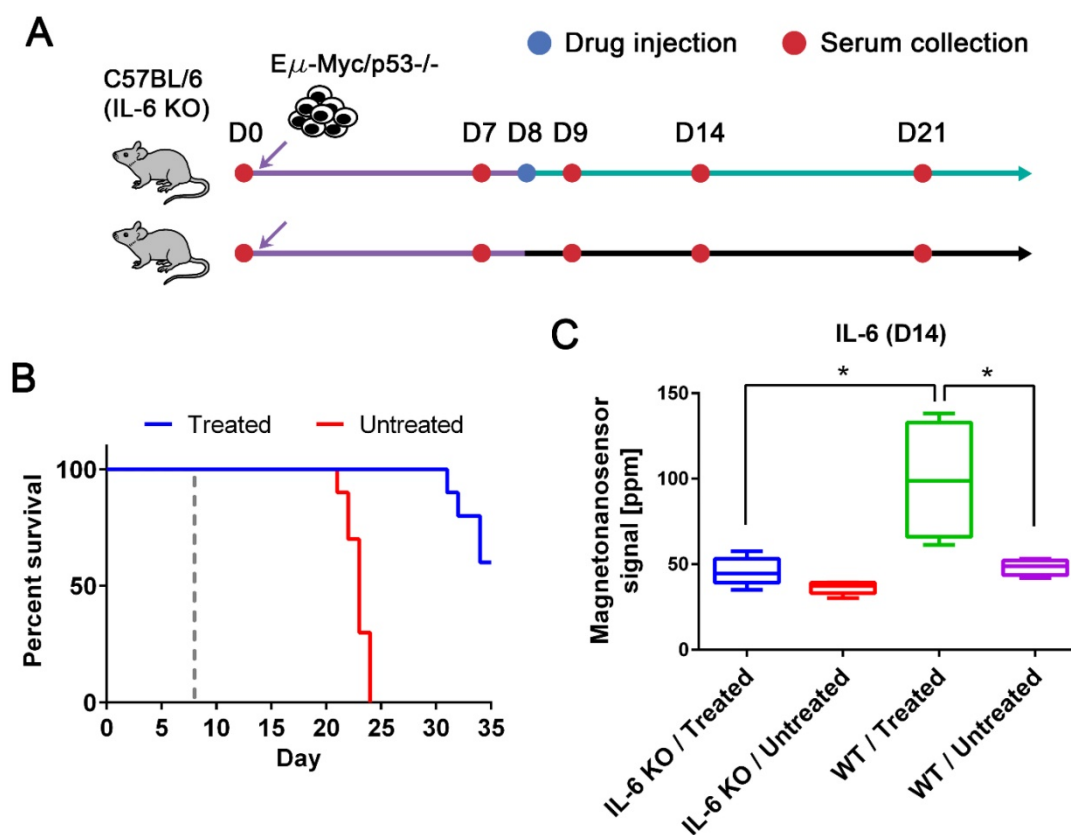 A
Drug injection
Serum collection
C57BL/6
(IL-6 KO)
Eμ-Myc/p53-/-
D0
D7
D8
D9
D14
D21
B
Treated
Untreated
Percent survival
100
50
0
0
5
10
15
20
25
30
35
Day
C
IL-6 (D14)
*
*
Magnetonanosensor
signal [ppm]
150
100
50
0
IL-6 KO / Treated
IL-6 KO / Untreated
WT / Treated
WT / Untreated